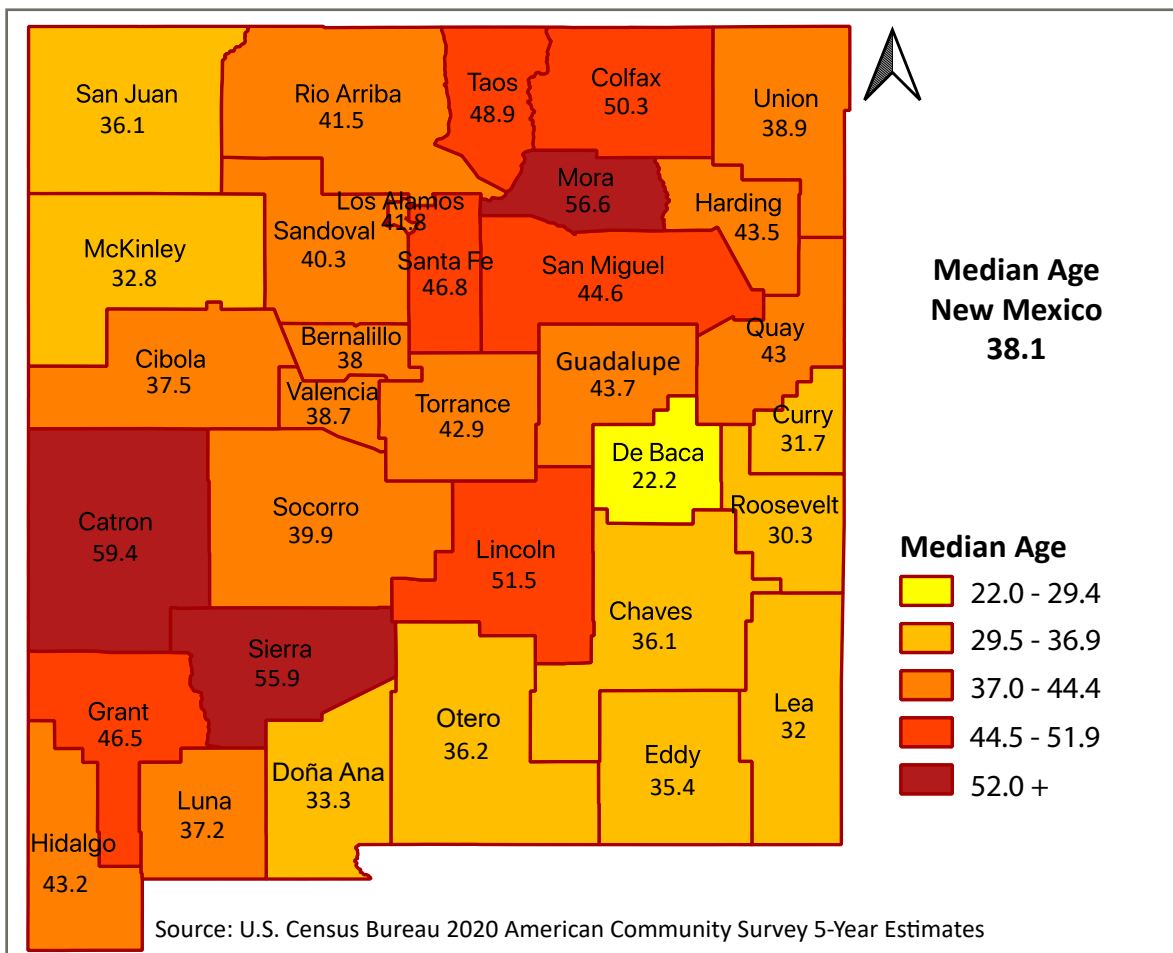 San Juan
36.1
Rio Arriba
41.5
Taos
48.9
Colfax
50.3
Union
38.9
Mora
56.6
Harding
43.5
Los Alamos
41.8
McKinley
32.8
Sandoval
40.3
Santa Fe
46.8
San Miguel
44.6
Median Age
New Mexico
38.1
Quay
43
Bernalillo
38
Cibola
37.5
Guadalupe
43.7
Valencia
38.7
Torrance
42.9
Curry
31.7
De Baca
22.2
Roosevelt
30.3
Catron
59.4
Socorro
39.9
Lincoln
51.5
Median Age
22.0 - 29.4
29.5 - 36.9
37.0 - 44.4
44.5 - 51.9
52.0 +
Chaves
36.1
Sierra
55.9
Grant
46.5
Otero
36.2
Lea
32
Doña Ana
33.3
Eddy
35.4
Luna
37.2
Hidalgo
43.2
Source: U.S. Census Bureau 2020 American Community Survey 5-Year Estimates